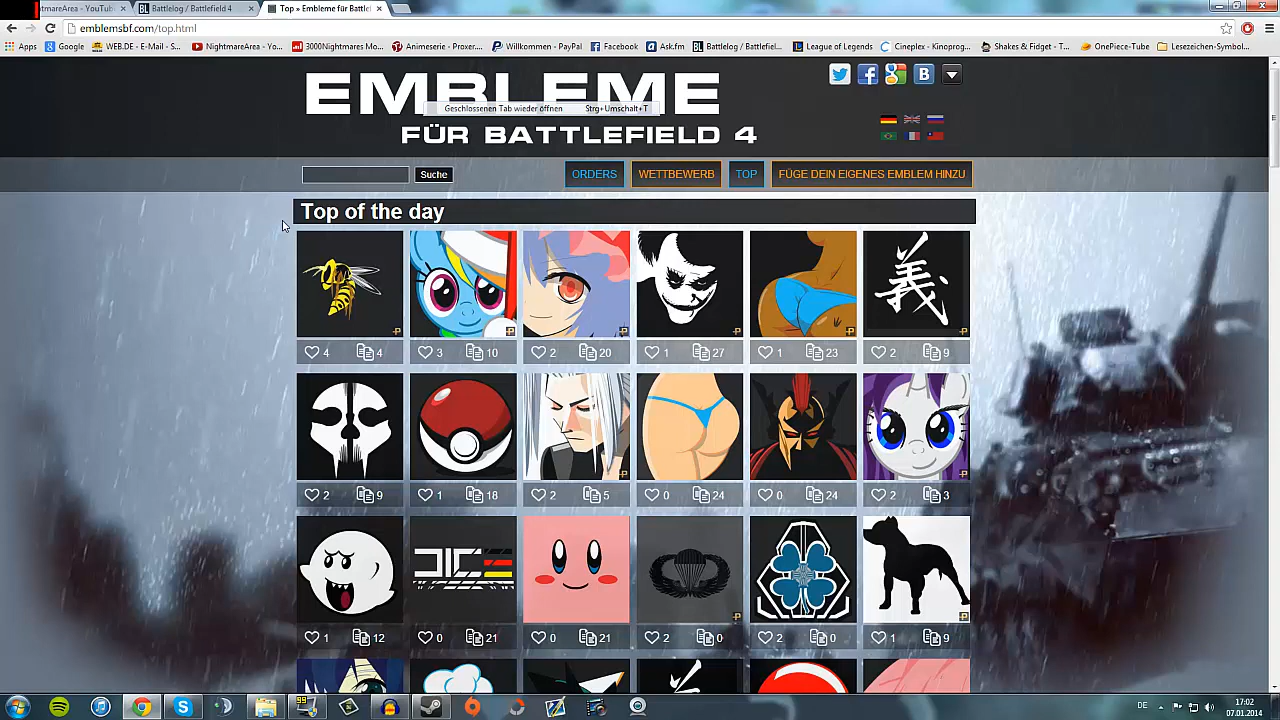 ntmareArea - YouTub
Battlelog / Battlefield 4
Top » Embleme für Battlef
emblemsbf.com/top.html
Apps
Google
WEB.DE - E-Mail - S...
NightmareArea - Yo...
3000Nightmares Mo...
Animeserie - Proxer...
Willkommen - PayPal
Facebook
Ask.fm
Battlelog / Battlefiel...
League of Legends
Cineplex - Kinoprog...
Shakes & Fidget - T...
OnePiece-Tube
Lesezeichen-Symbol...
EMBLEME
Geschlossenen Tab wieder öffnen Strg+Umschalt+T
FÜR BATTLEFIELD 4
Suche
ORDERS
WETTBEWERB
TOP
FÜGE DEIN EIGENES EMBLEM HINZU
Top of the day
義
4 4
3 10
2 20
1 27
1 23
2 9
2 9
1 18
2 5
0 24
0 24
2 3
1 12
0 21
0 21
2 0
2 0
1 9
DE
17:02
07.01.2014